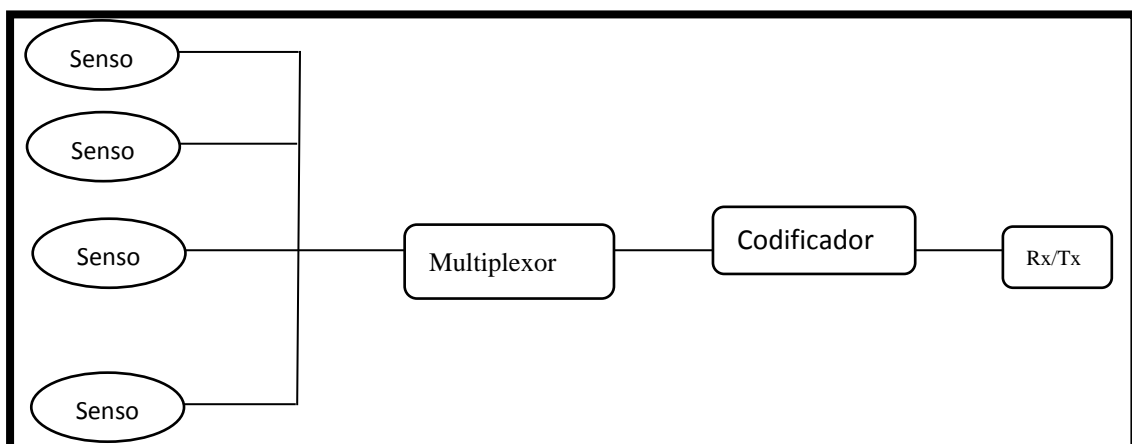 Senso
Senso
Senso
Senso
Multiplexor
Codificador
Rx/Tx